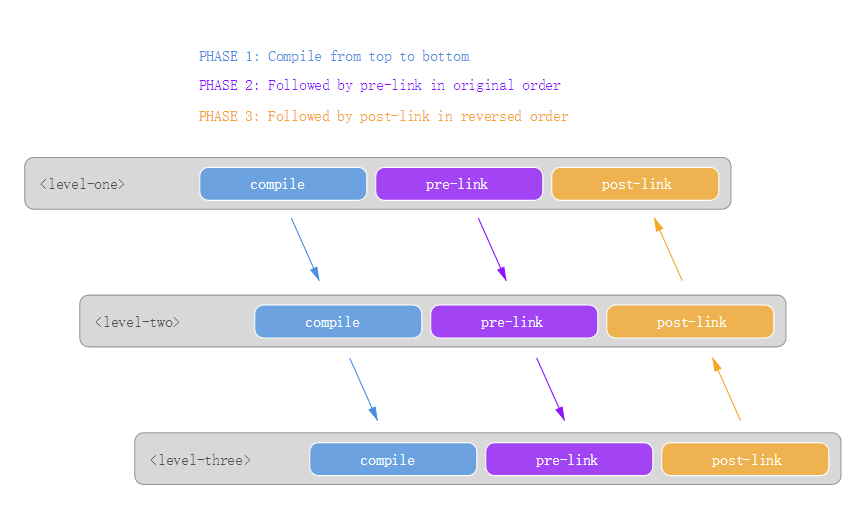 PHASE 1: Compile from top to bottom
PHASE 2: Followed by pre-link in original order
PHASE 3: Followed by post-link in reversed order
<level-one> compile pre-link post-link
<level-two> compile pre-link post-link
<level-three> compile pre-link post-link